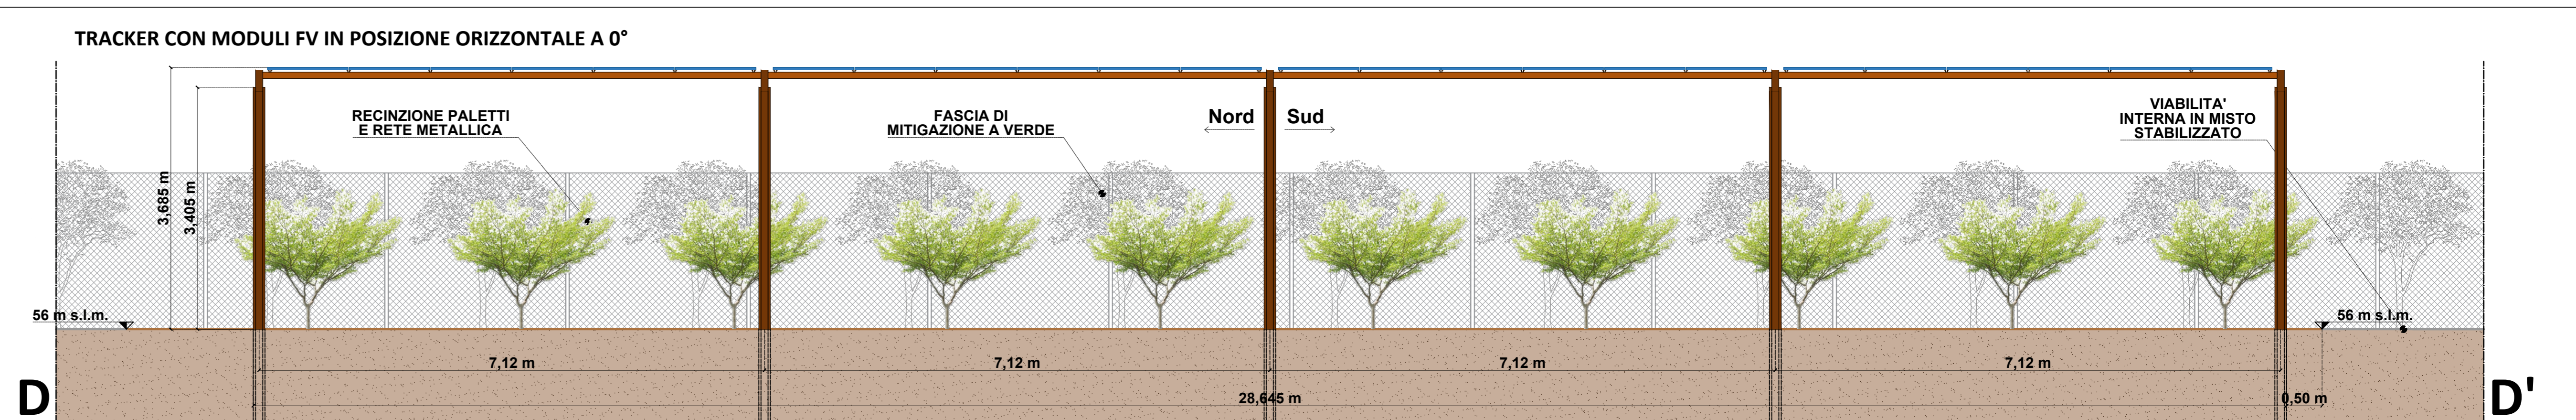 TRACKER CON MODULI FV IN POSIZIONE ORIZZONTALE A 0°
RECINZIONE PALETTI
E RETE METALLICA
FASCIA DI
MITIGAZIONE A VERDE
Nord
Sud
VIABILITA'
INTERNA IN MISTO
STABILIZZATO
3,685 m
3,405 m
56 m s.l.m.
56 m s.l.m.
7,12 m
7,12 m
7,12 m
7,12 m
28,645 m
0,50 m
D
D'